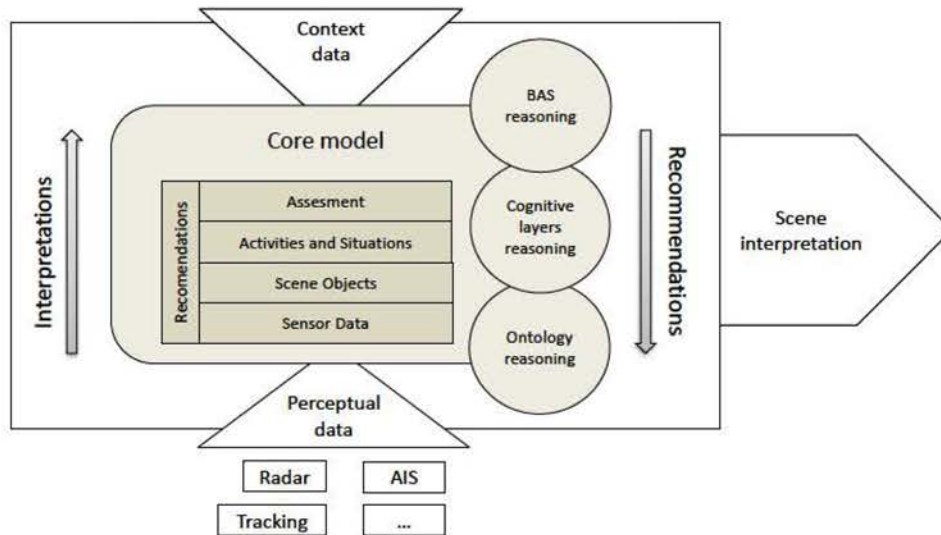 Context
data
BAS
reasoning
Core model
Interpretations
Recommendations
Recomendations
Assesment
Activities and Situations
Scene Objects
Sensor Data
Cognitive
layers
reasoning
Ontology
reasoning
Scene
interpretation
Perceptual
data
Radar
AIS
Tracking
...